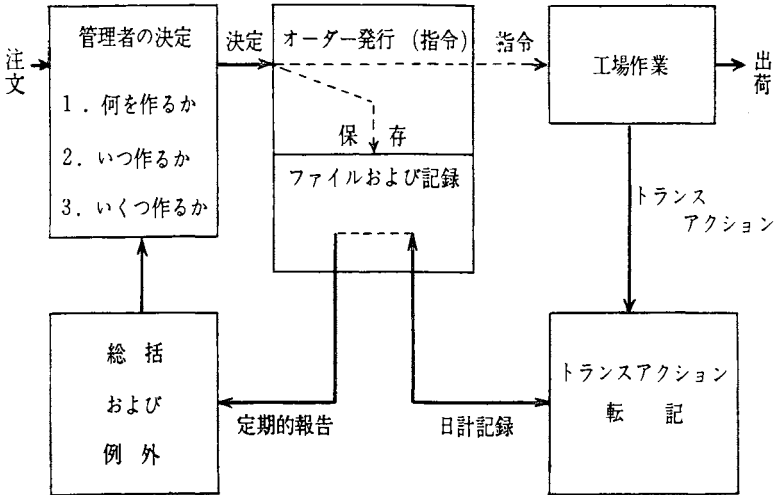 注文
管理者の決定
1. 何を作るか
2. いつ作るか
3. いくつ作るか
決定
オーダー発行 (指令)
指令
工場作業
出荷
保存
ファイルおよび記録
トランス
アクション
総括
および
例外
定期的報告
日計記録
トランスアクション
転記